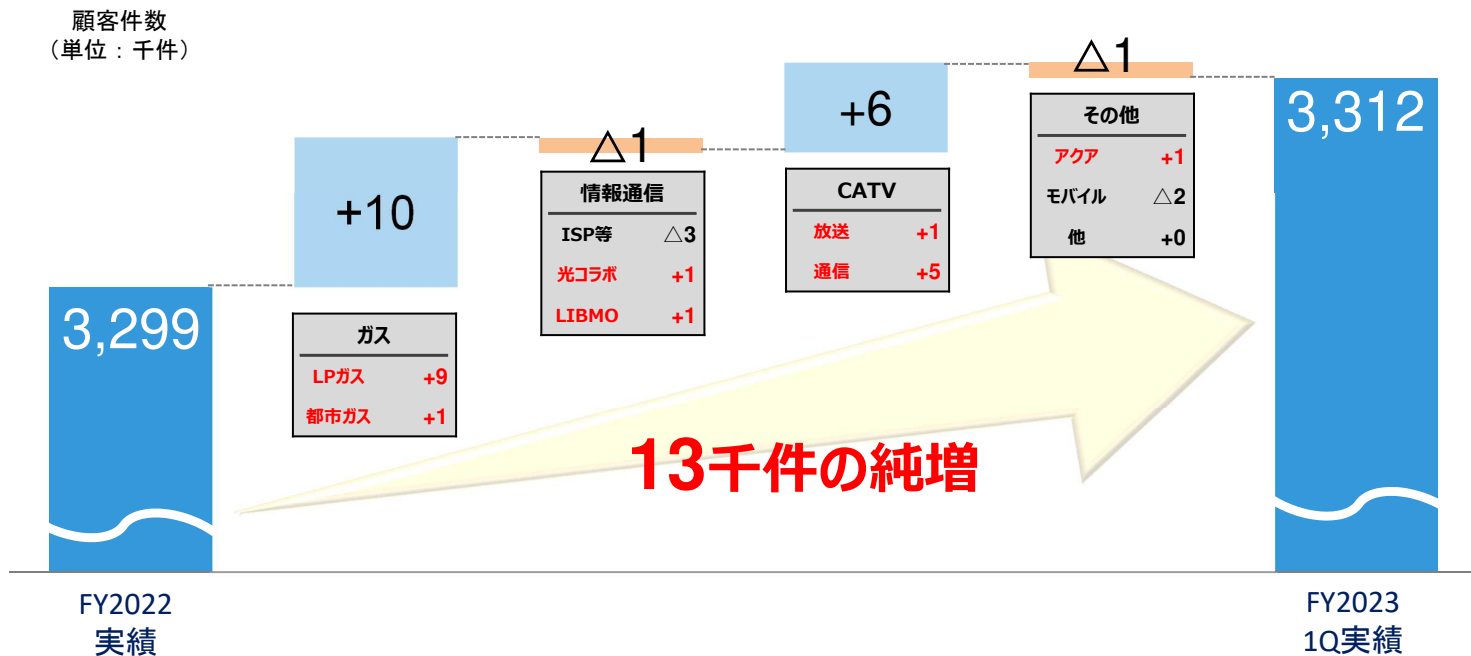 顧客件数
（単位：千件）
3,299
+10
ガス
LPガス +9
都市ガス +1
△1
情報通信
ISP等 △3
光コラボ +1
LIBMO +1
+6
CATV
放送 +1
通信 +5
△1
その他
アクア +1
モバイル △2
他 +0
3,312
13千件の純増
FY2022
実績
FY2023
1Q実績